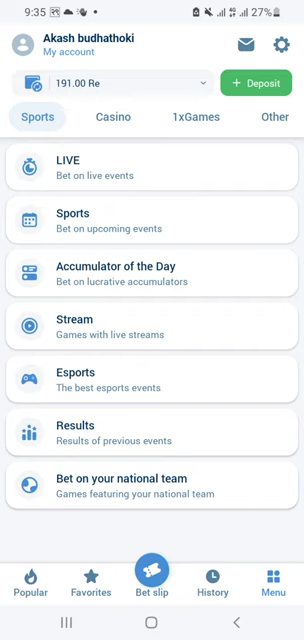 9:35 27%
Akash budhathoki
My account
191.00 Re
+ Deposit
Sports Casino 1xGames Other
LIVE
Bet on live events
Sports
Bet on upcoming events
Accumulator of the Day
Bet on lucrative accumulators
Stream
Games with live streams
Esports
The best esports events
Results
Results of previous events
Bet on your national team
Games featuring your national team
Popular Favorites Bet slip History Menu